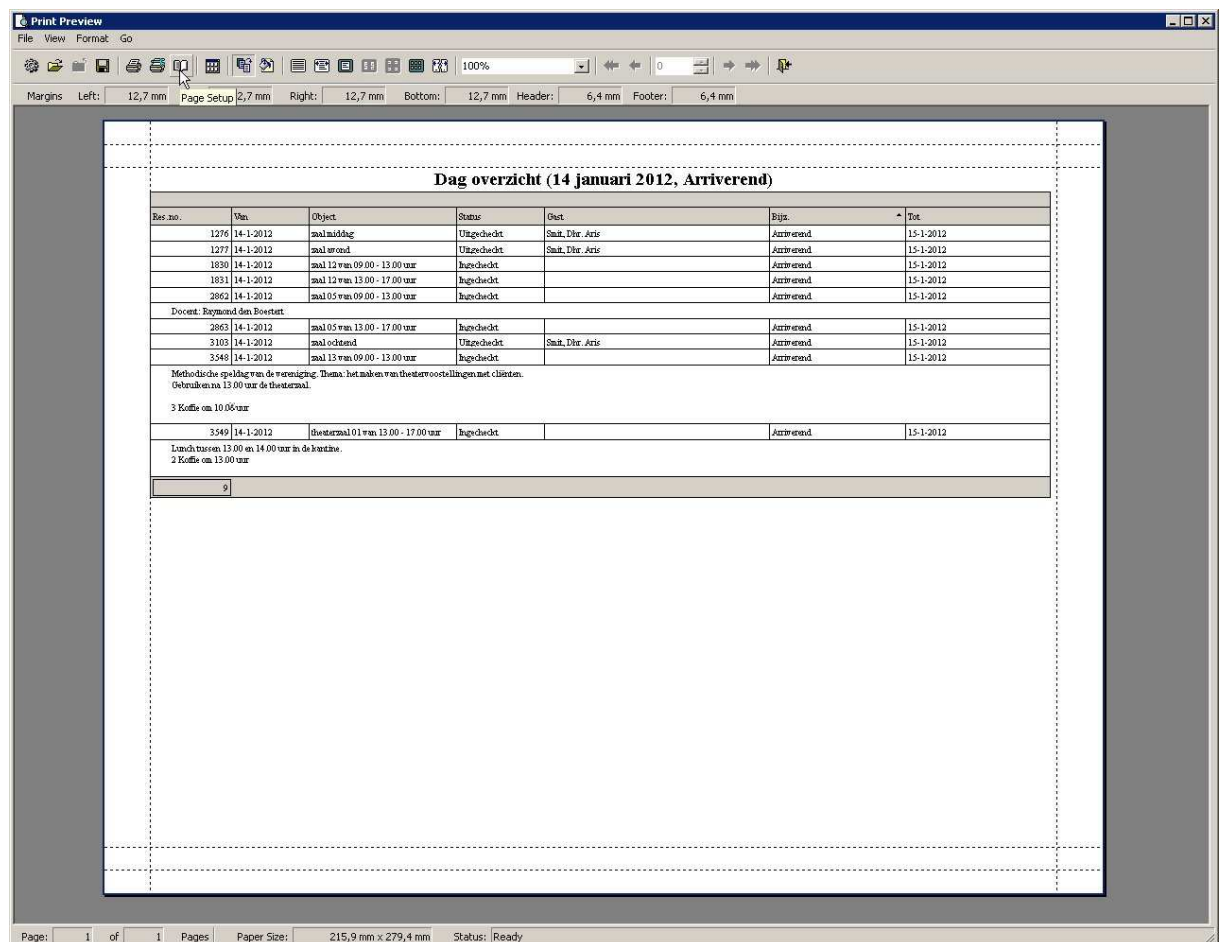 Print Preview
File View Format Go
100% 0
Margins Left: 12,7 mm Page Setup 2,7 mm Right: 12,7 mm Bottom: 12,7 mm Header: 6,4 mm Footer: 6,4 mm
Dag overzicht (14 januari 2012, Arriverend)
Res.no. Van Object Status Gast Bijz. Tot
1276 14-1-2012 zaal middag Uitgecheckt Smit, Dhr. Aris Arriverend 15-1-2012
1277 14-1-2012 zaal avond Uitgecheckt Smit, Dhr. Aris Arriverend 15-1-2012
1830 14-1-2012 zaal 12 van 09.00 - 13.00 uur Ingecheckt Arriverend 15-1-2012
1831 14-1-2012 zaal 12 van 13.00 - 17.00 uur Ingecheckt Arriverend 15-1-2012
2862 14-1-2012 zaal 05 van 09.00 - 13.00 uur Ingecheckt Arriverend 15-1-2012
Docent: Raymond den Boestert
2863 14-1-2012 zaal 05 van 13.00 - 17.00 uur Ingecheckt Arriverend 15-1-2012
3103 14-1-2012 zaal ochtend Uitgecheckt Smit, Dhr. Aris Arriverend 15-1-2012
3548 14-1-2012 zaal 13 van 09.00 - 13.00 uur Ingecheckt Arriverend 15-1-2012
Methodische speldag van de vereniging. Thema: het maken van theatervoostellingen met cliënten.
Gebruiken na 13.00 uur de theaterzaal.
3 Koffie om uur
3549 14-1-2012 theaterzaal 01 van 13.00 - 17.00 uur Ingecheckt Arriverend 15-1-2012
Lunch tussen 13.00 en 14.00 uur in de kantine.
2 Koffie om 13.00 uur
9
Page: 1 of 1 Pages Paper Size: 215,9 mm x 279,4 mm Status: Ready